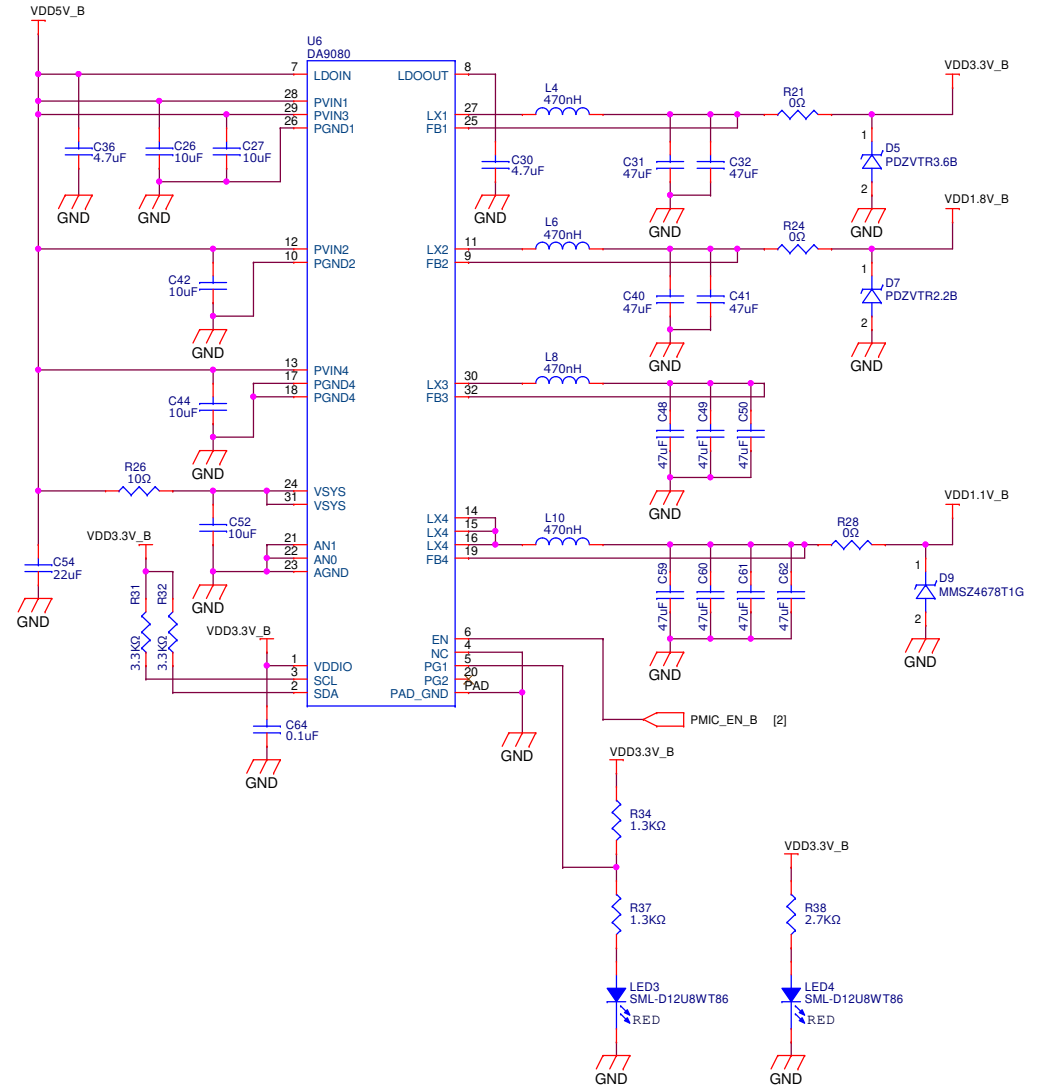 VDD5V_B
U6
DA9080
7 LDOIN
LDOOUT 8
28 PVIN1
29 PVIN3
26 PGND1
LX1 27
FB1 25
L4
470nH
R21
0Ω
VDD3.3V_B
C36
4.7uF
C26
10uF
C27
10uF
C30
4.7uF
C31
47uF
C32
47uF
1
D5
PDZVTR3.6B
2
GND
GND
GND
GND
GND
VDD1.8V_B
12 PVIN2
10 PGND2
LX2 11
FB2 9
L6
470nH
R24
0Ω
C42
10uF
C40
47uF
C41
47uF
1
D7
PDZVTR2.2B
2
GND
GND
GND
13 PVIN4
17 PGND4
18 PGND4
LX3 30
FB3 32
L8
470nH
C44
10uF
C48
47uF
C49
47uF
C50
47uF
GND
GND
R26
10Ω
24 VSYS
31 VSYS
C52
10uF
21 AN1
22 AN0
23 AGND
LX4 14
LX4 15
LX4 16
FB4 19
L10
470nH
R28
0Ω
VDD1.1V_B
VDD3.3V_B
C54
22uF
R31
3.3KΩ
R32
3.3KΩ
C59
47uF
C60
47uF
C61
47uF
C62
47uF
1
D9
MMSZ4678T1G
2
GND
GND
GND
GND
VDD3.3V_B
1 VDDIO
3 SCL
2 SDA
EN 6
NC 4
PG1 5
PG2 20
PAD_GND PAD
C64
0.1uF
GND
GND
PMIC_EN_B [2]
VDD3.3V_B
R34
1.3KΩ
R37
1.3KΩ
LED3
SML-D12U8WT86
RED
GND
VDD3.3V_B
R38
2.7KΩ
LED4
SML-D12U8WT86
RED
GND